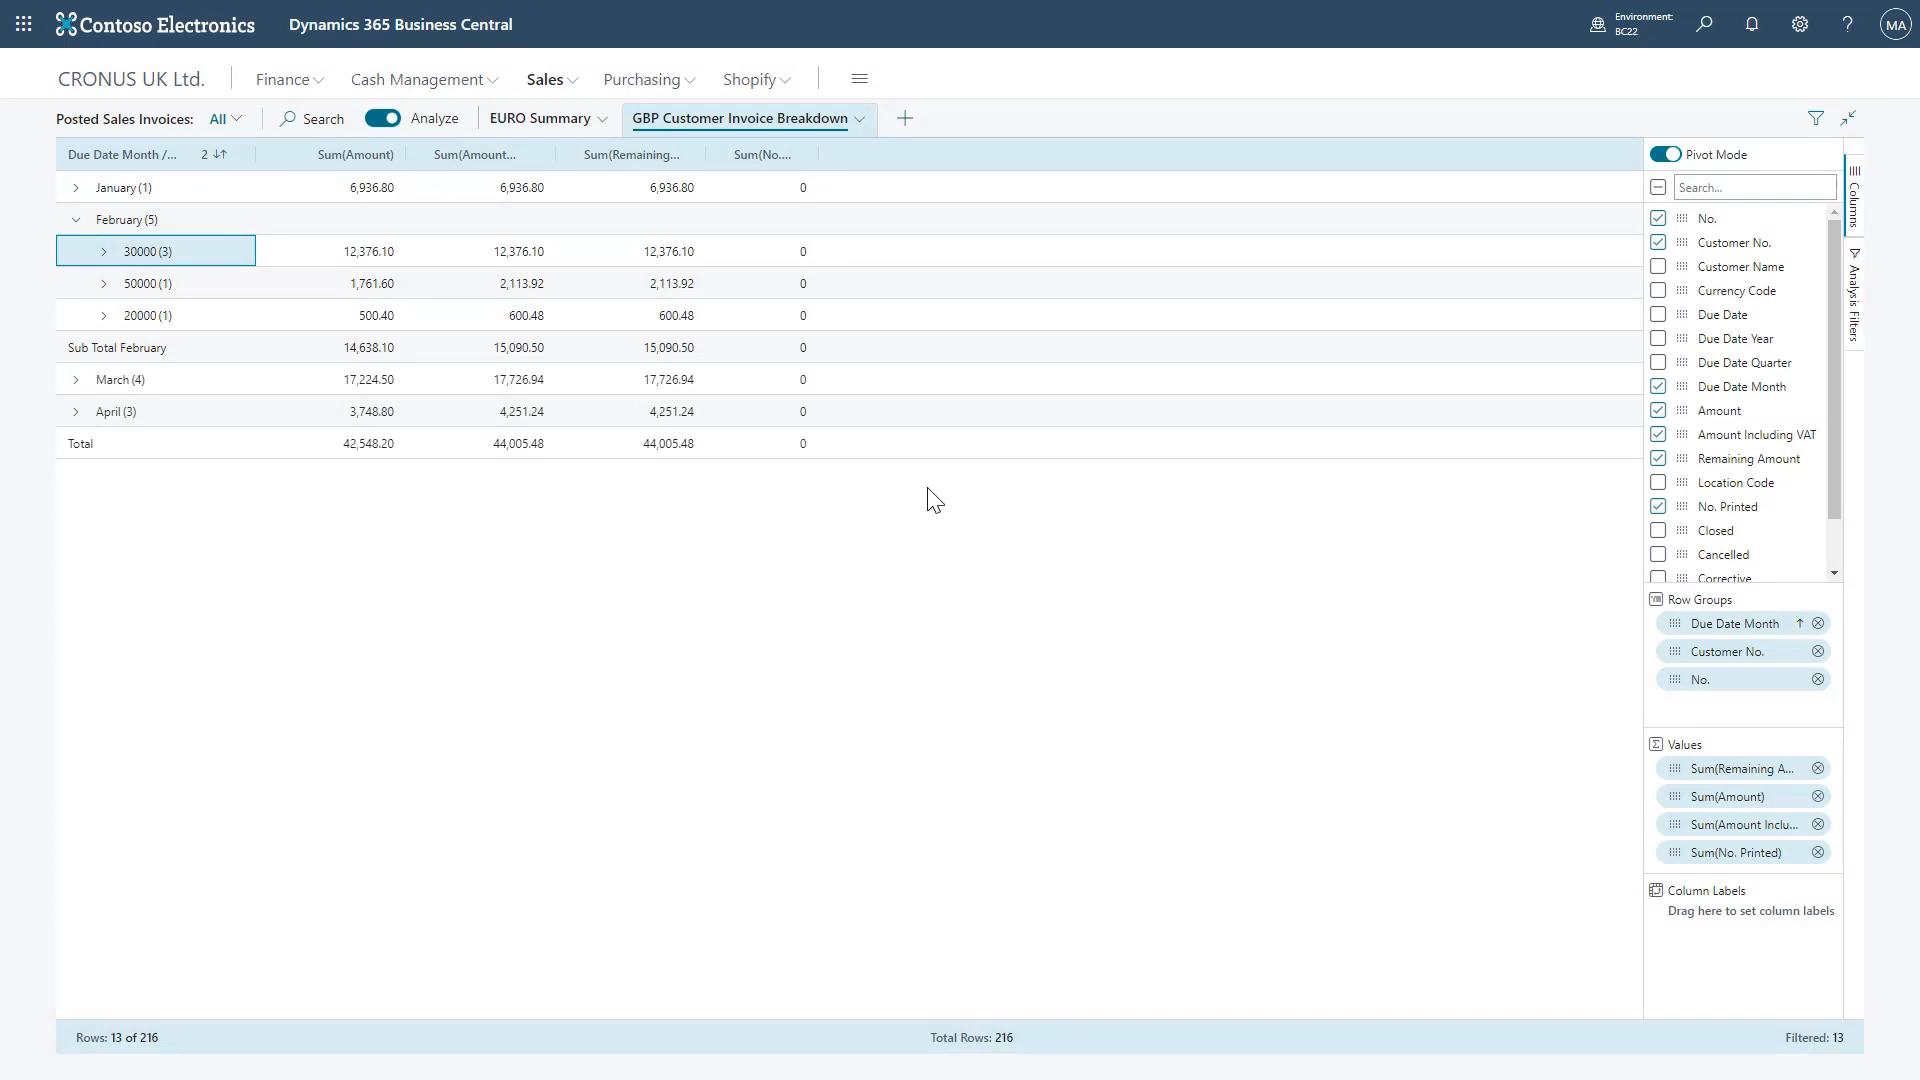 Contoso Electronics
Dynamics 365 Business Central
Environment:
BC22
MA
CRONUS UK Ltd.
Finance
Cash Management
Sales
Purchasing
Shopify
Posted Sales Invoices: All
Search
Analyze
EURO Summary
GBP Customer Invoice Breakdown
Due Date Month /... 2 Sum(Amount) Sum(Amount... Sum(Remaining... Sum(No....
January (1) 6,936.80 6,936.80 6,936.80 0
February (5)
30000 (3) 12,376.10 12,376.10 12,376.10 0
50000 (1) 1,761.60 2,113.92 2,113.92 0
20000 (1) 500.40 600.48 600.48 0
Sub Total February 14,638.10 15,090.50 15,090.50 0
March (4) 17,224.50 17,726.94 17,726.94 0
April (3) 3,748.80 4,251.24 4,251.24 0
Total 42,548.20 44,005.48 44,005.48 0
Pivot Mode
Search...
No.
Customer No.
Customer Name
Currency Code
Due Date
Due Date Year
Due Date Quarter
Due Date Month
Amount
Amount Including VAT
Remaining Amount
Location Code
No. Printed
Closed
Cancelled
Corrective
Row Groups
Due Date Month
Customer No.
No.
Values
Sum(Remaining A...
Sum(Amount)
Sum(Amount Inclu...
Sum(No. Printed)
Column Labels
Drag here to set column labels
Columns
Analysis Filters
Rows: 13 of 216
Total Rows: 216
Filtered: 13